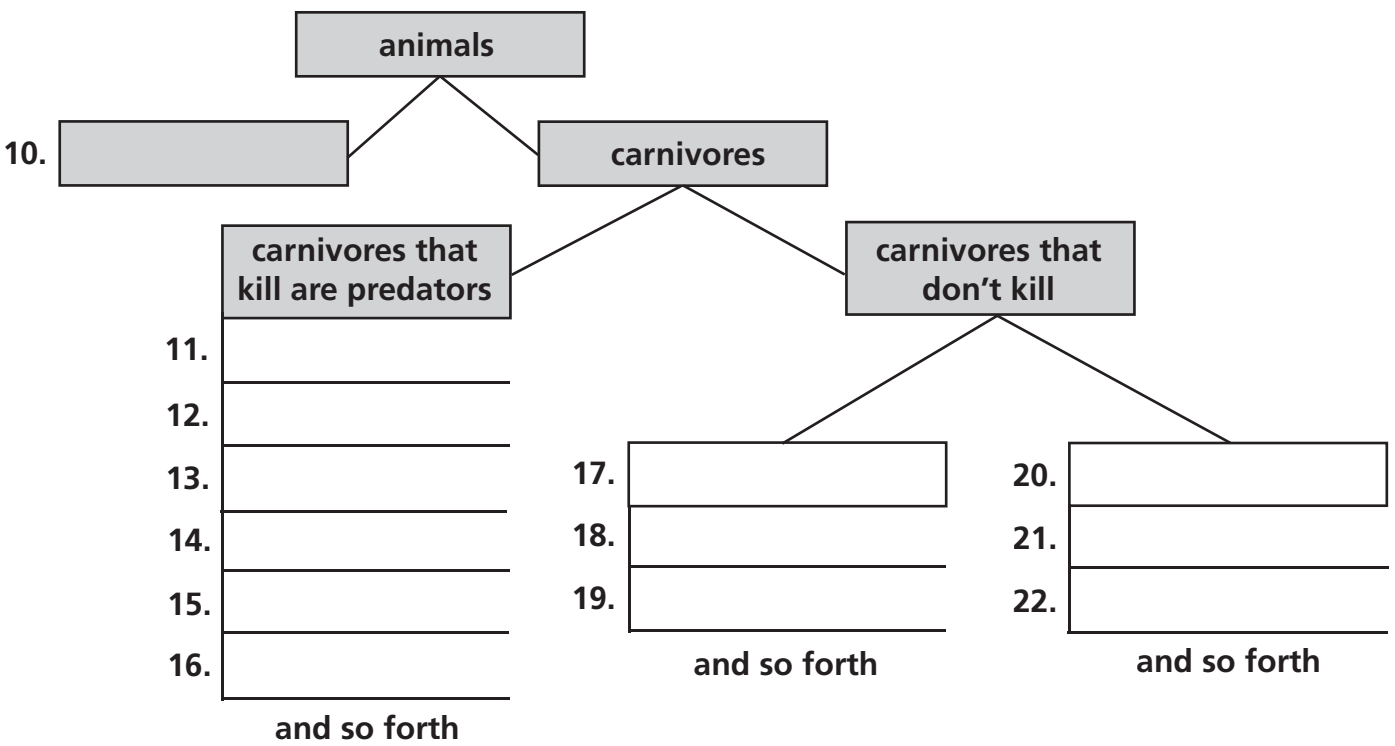 animals
10.
carnivores
carnivores that
kill are predators
carnivores that
don't kill
11.
12.
13.
14.
15.
16.
and so forth
17.
18.
19.
and so forth
20.
21.
22.
and so forth